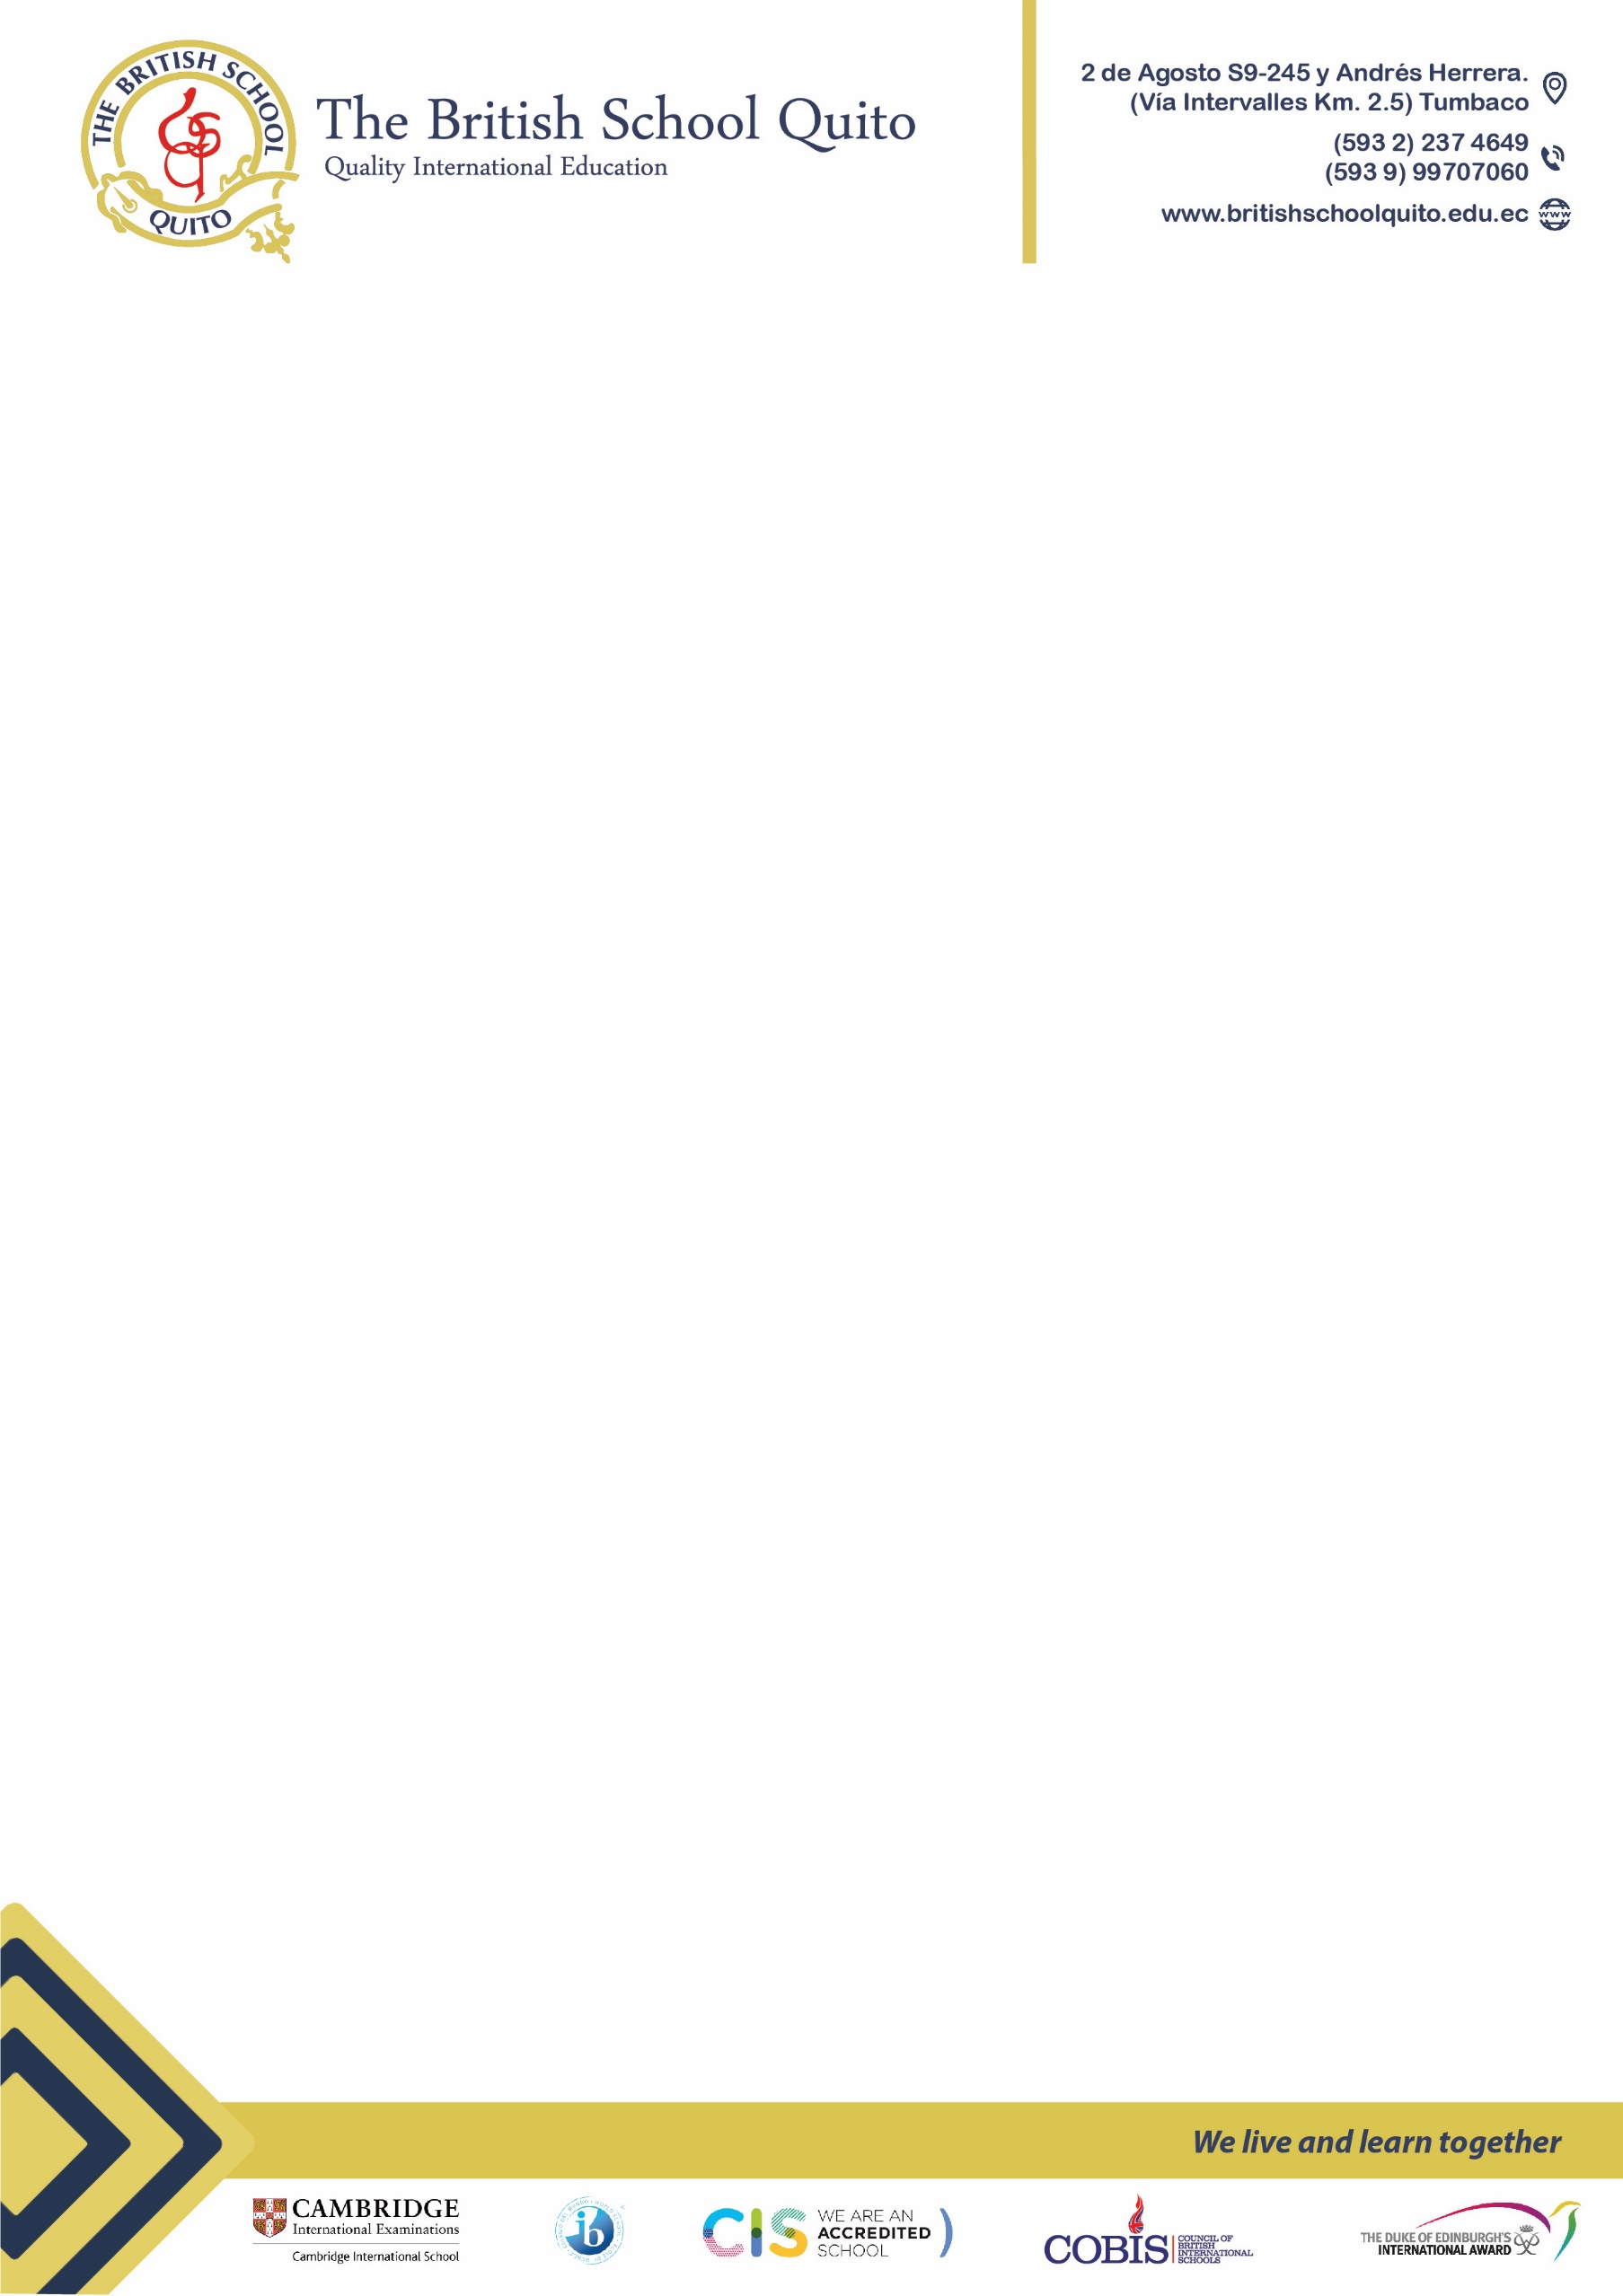 THE BRITISH SCHOOL
QUITO
The British School Quito
Quality International Education
2 de Agosto S9-245 y Andrés Herrera.
(Vía Intervalles Km. 2.5) Tumbaco
(593 2) 237 4649
(593 9) 99707060
www.britishschoolquito.edu.ec
www
We live and learn together
CAMBRIDGE
International Examinations
Cambridge International School
ib
CIS
WE ARE AN
ACCREDITED
SCHOOL
COBIS
COUNCIL OF
BRITISH
INTERNATIONAL
SCHOOLS
THE DUKE OF EDINBURGH'S
INTERNATIONAL AWARD